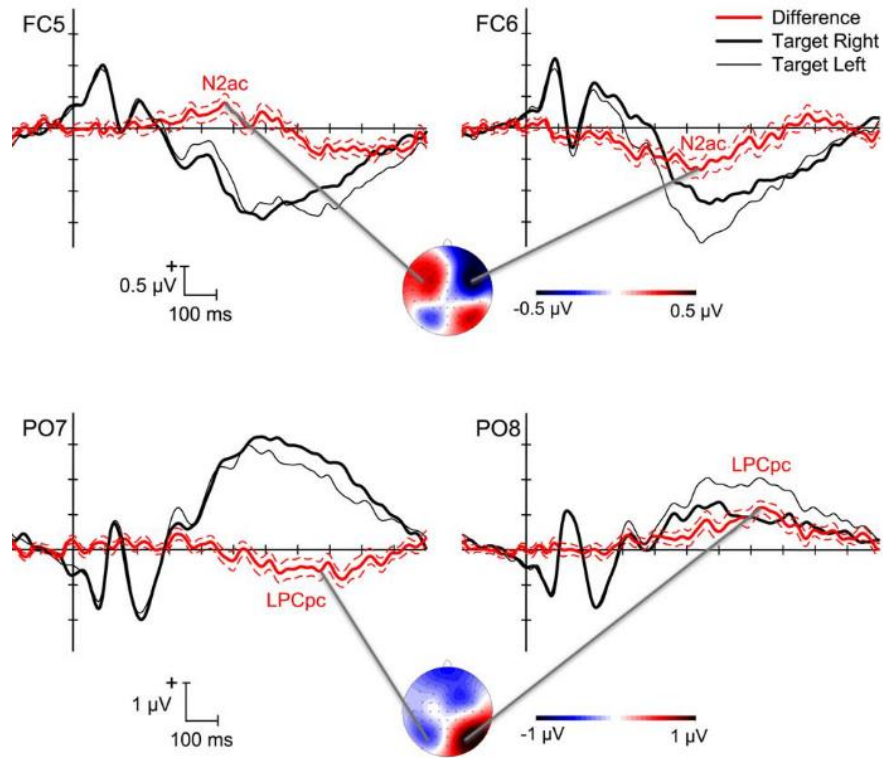 FC5
FC6
Difference
Target Right
Target Left
N2ac
N2ac
+
0.5 µV
100 ms
-0.5 µV
0.5 µV
PO7
PO8
LPCpc
LPCpc
+
1 µV
100 ms
-1 µV
1 µV